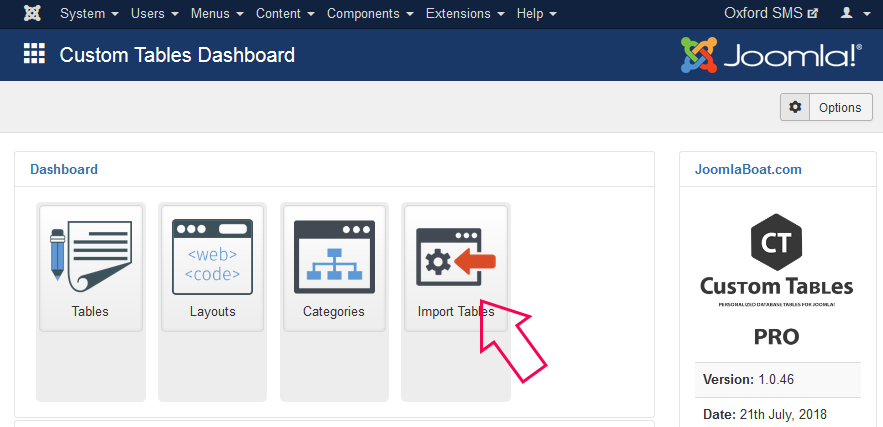 System Users Menus Content Components Extensions Help Oxford SMS
Custom Tables Dashboard Joomla!®
Options
Dashboard
JoomlaBoat.com
<web>
<code>
Tables Layouts Categories Import Tables
CT
CUSTOM TABLES
PERSONALIZED DATABASE TABLES FOR JOOMLA!
PRO
Version: 1.0.46
Date: 21th July, 2018